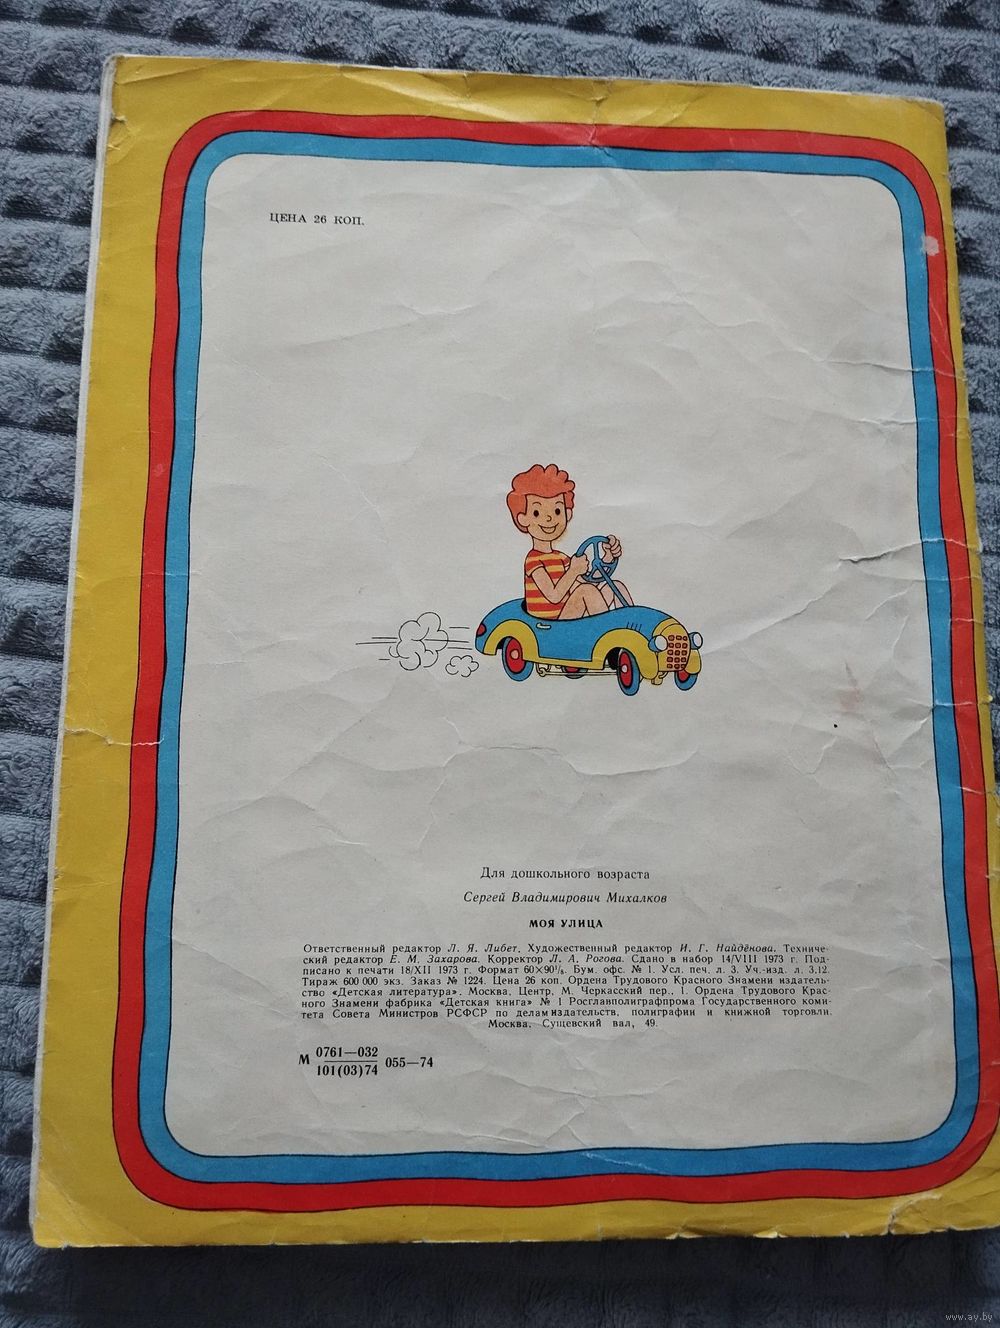 ЦЕНА 26 КОП.
Для дошкольного возраста
Сергей Владимирович Михалков
МОЯ УЛИЦА
Ответственный редактор Л. Я. Либет. Художественный редактор И. Г. Найдёнова. Техниче-
ский редактор Е. М. Захарова. Корректор Л. А. Рогова. Сдано в набор 14/VIII 1973 г. Под-
писано к печати 18/XII 1973 г. Формат 60×90¹/₈. Бум. офс. № 1. Усл. печ. л. 3. Уч.-изд. л. 3,12.
Тираж 600 000 экз. Заказ № 1224. Цена 26 коп. Ордена Трудового Красного Знамени издатель-
ство «Детская литература». Москва, Центр, М. Черкасский пер., 1. Ордена Трудового Крас
ного Знамени фабрика «Детская книга» № 1 Росглавполиграфпрома Государственного коми-
тета Совета Министров РСФСР по делам издательств, полиграфии и книжной торговли.
Москва, Сущевский вал, 49.
М 0761—032 055—74
101(03)74
www.ay.by